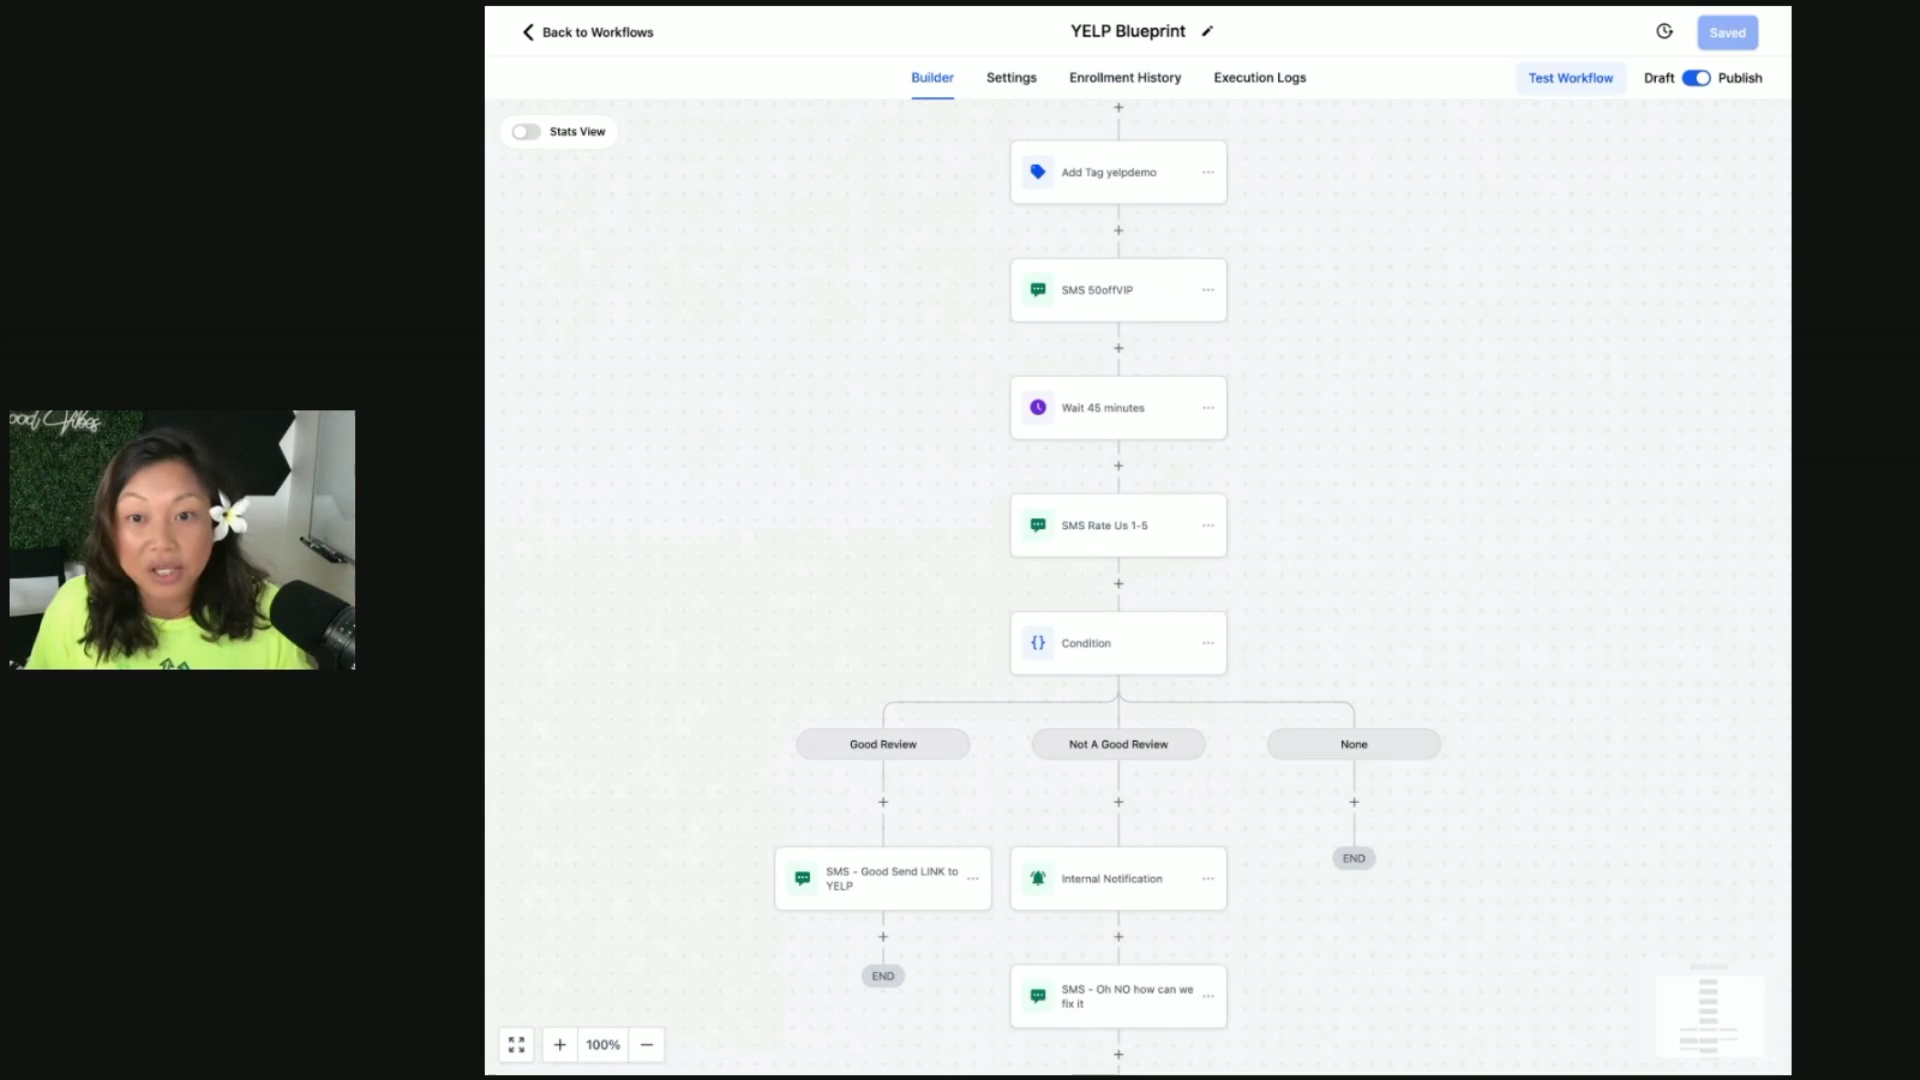 Back to Workflows
YELP Blueprint
Saved
Builder
Settings
Enrollment History
Execution Logs
Test Workflow
Draft
Publish
Stats View
Add Tag yelpdemo
SMS 50offVIP
Wait 45 minutes
SMS Rate Us 1-5
Condition
Good Review
Not A Good Review
None
SMS - Good Send LINK to
YELP
Internal Notification
END
END
SMS - Oh NO how can we
fix it
100%
ood Vibes